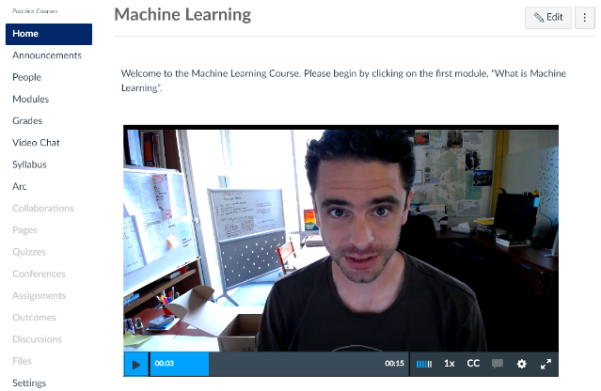 Practice Courses
Home
Announcements
People
Modules
Grades
Video Chat
Syllabus
Arc
Collaborations
Pages
Quizzes
Conferences
Assignments
Outcomes
Discussions
Files
Settings
Machine Learning
Edit
Welcome to the Machine Learning Course. Please begin by clicking on the first module, "What is Machine
Learning".
00:03
00:15
1x
CC